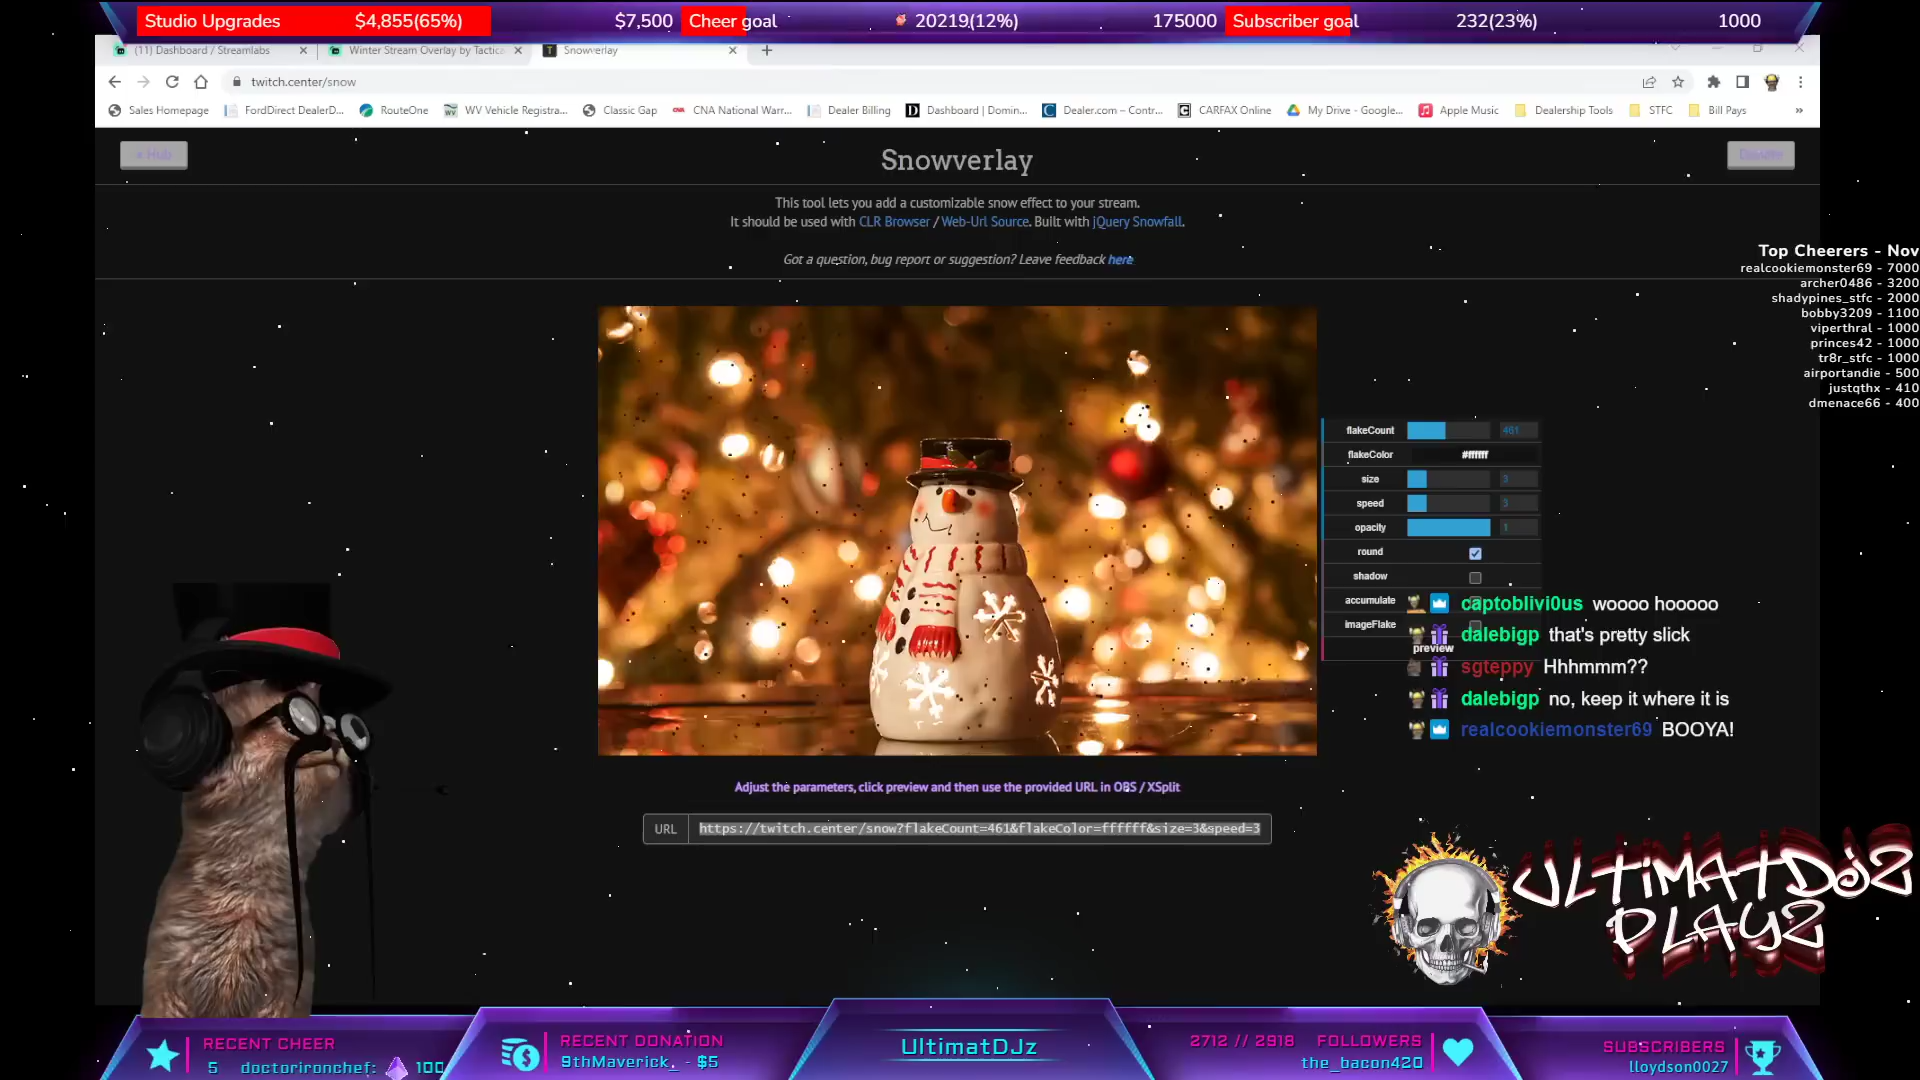 Studio Upgrades $4,855(65%) $7,500 Cheer goal 20219(12%) 175000 Subscriber goal 232(23%) 1000
(11) Dashboard / Streamlabs Winter Stream Overlay by Tactica Snowverlay
twitch.center/snow
Sales Homepage FordDirect DealerD... RouteOne WV Vehicle Registra... Classic Gap CNA National Warr... Dealer Billing Dashboard | Domin... Dealer.com – Contr... CARFAX Online My Drive - Google... Apple Music Dealership Tools STFC Bill Pays »
« Hub Snowverlay Donate
This tool lets you add a customizable snow effect to your stream.
It should be used with CLR Browser / Web-Url Source. Built with jQuery Snowfall.
Got a question, bug report or suggestion? Leave feedback here
Top Cheerers - Nov
realcookiemonster69 - 7000
archer0486 - 3200
shadypines_stfc - 2000
bobby3209 - 1100
viperthral - 1000
princes42 - 1000
tr8r_stfc - 1000
airportandie - 500
justqthx - 410
dmenace66 - 400
flakeCount 461
flakeColor #ffffff
size 3
speed 3
opacity 1
round
shadow
accumulate
imageFlake
preview
captoblivi0us woooo hooooo
dalebigp that's pretty slick
sgteppy Hhhmmm??
dalebigp no, keep it where it is
realcookiemonster69 BOOYA!
Adjust the parameters, click preview and then use the provided URL in OBS / XSplit
URL https://twitch.center/snow?flakeCount=461&flakeColor=ffffff&size=3&speed=3
ULTiMATDJZ
PLAYZ
RECENT CHEER
5 doctorironchef: 100
RECENT DONATION
9thMaverick_ - $5
UltimatDJz
2712 // 2918 FOLLOWERS
the_bacon420
SUBSCRIBERS
lloydson0027